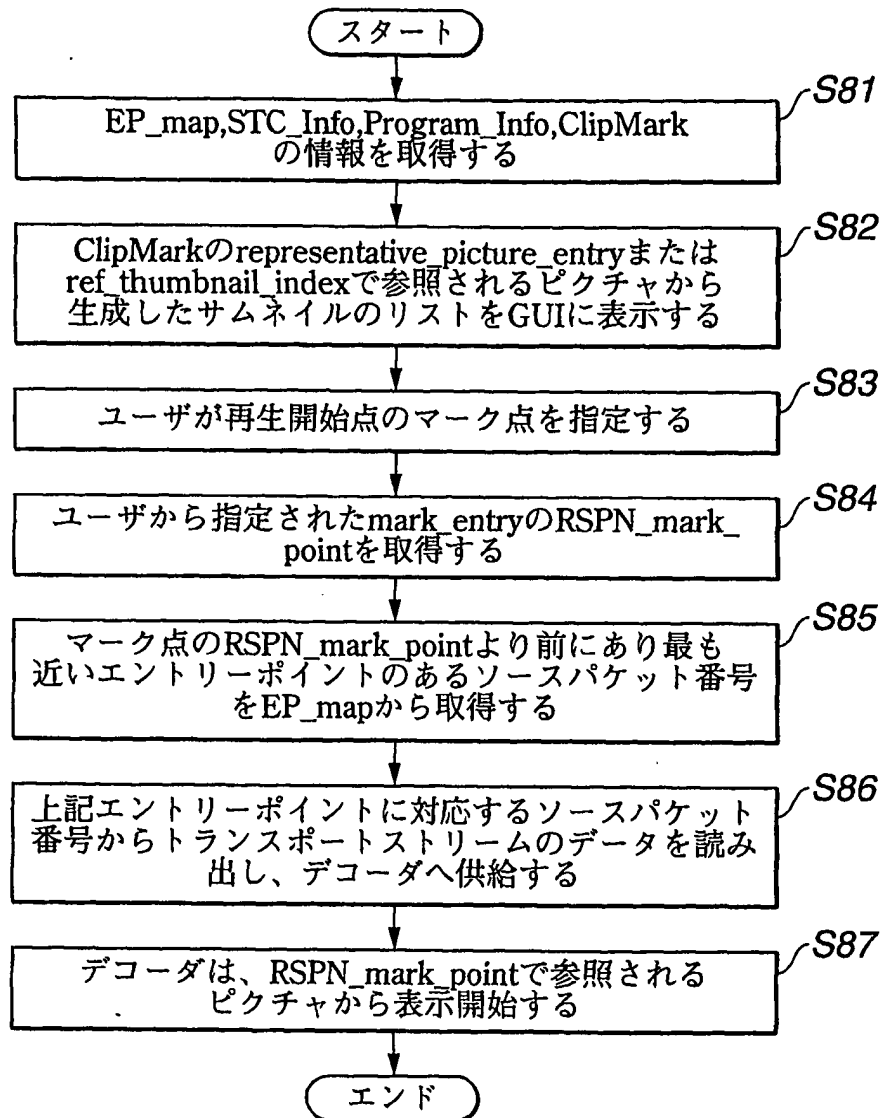 スタート
S81
EP_map,STC_Info,Program_Info,ClipMark
の情報を取得する
S82
ClipMarkのrepresentative_picture_entryまたは
ref_thumbnail_indexで参照されるピクチャから
生成したサムネイルのリストをGUIに表示する
S83
ユーザが再生開始点のマーク点を指定する
S84
ユーザから指定されたmark_entryのRSPN_mark_
pointを取得する
S85
マーク点のRSPN_mark_pointより前にあり最も
近いエントリーポイントのあるソースパケット番号
をEP_mapから取得する
S86
上記エントリーポイントに対応するソースパケット
番号からトランスポートストリームのデータを読み
出し、デコーダへ供給する
S87
デコーダは、RSPN_mark_pointで参照される
ピクチャから表示開始する
エンド